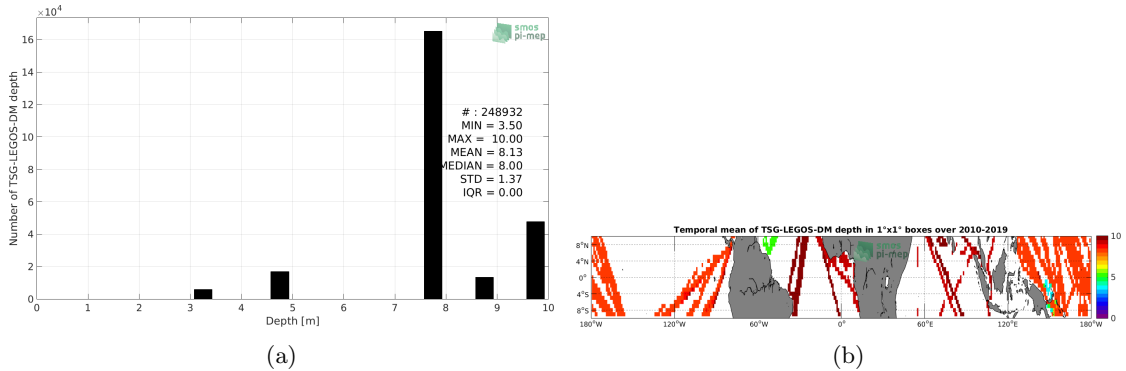 ×10⁴
16
14
12
10
8
6
4
2
0
Number of TSG-LEGOS-DM depth
smos
pi-mep
# : 248932
MIN = 3.50
MAX = 10.00
MEAN = 8.13
MEDIAN = 8.00
STD = 1.37
IQR = 0.00
0 1 2 3 4 5 6 7 8 9 10
Depth [m]
(a)
Temporal mean of TSG-LEGOS-DM depth in 1°x1° boxes over 2010-2019
smos
pi-mep
8°N
4°N
0°
4°S
8°S
180°W 120°W 60°W 0° 60°E 120°E 180°W
10
5
0
(b)